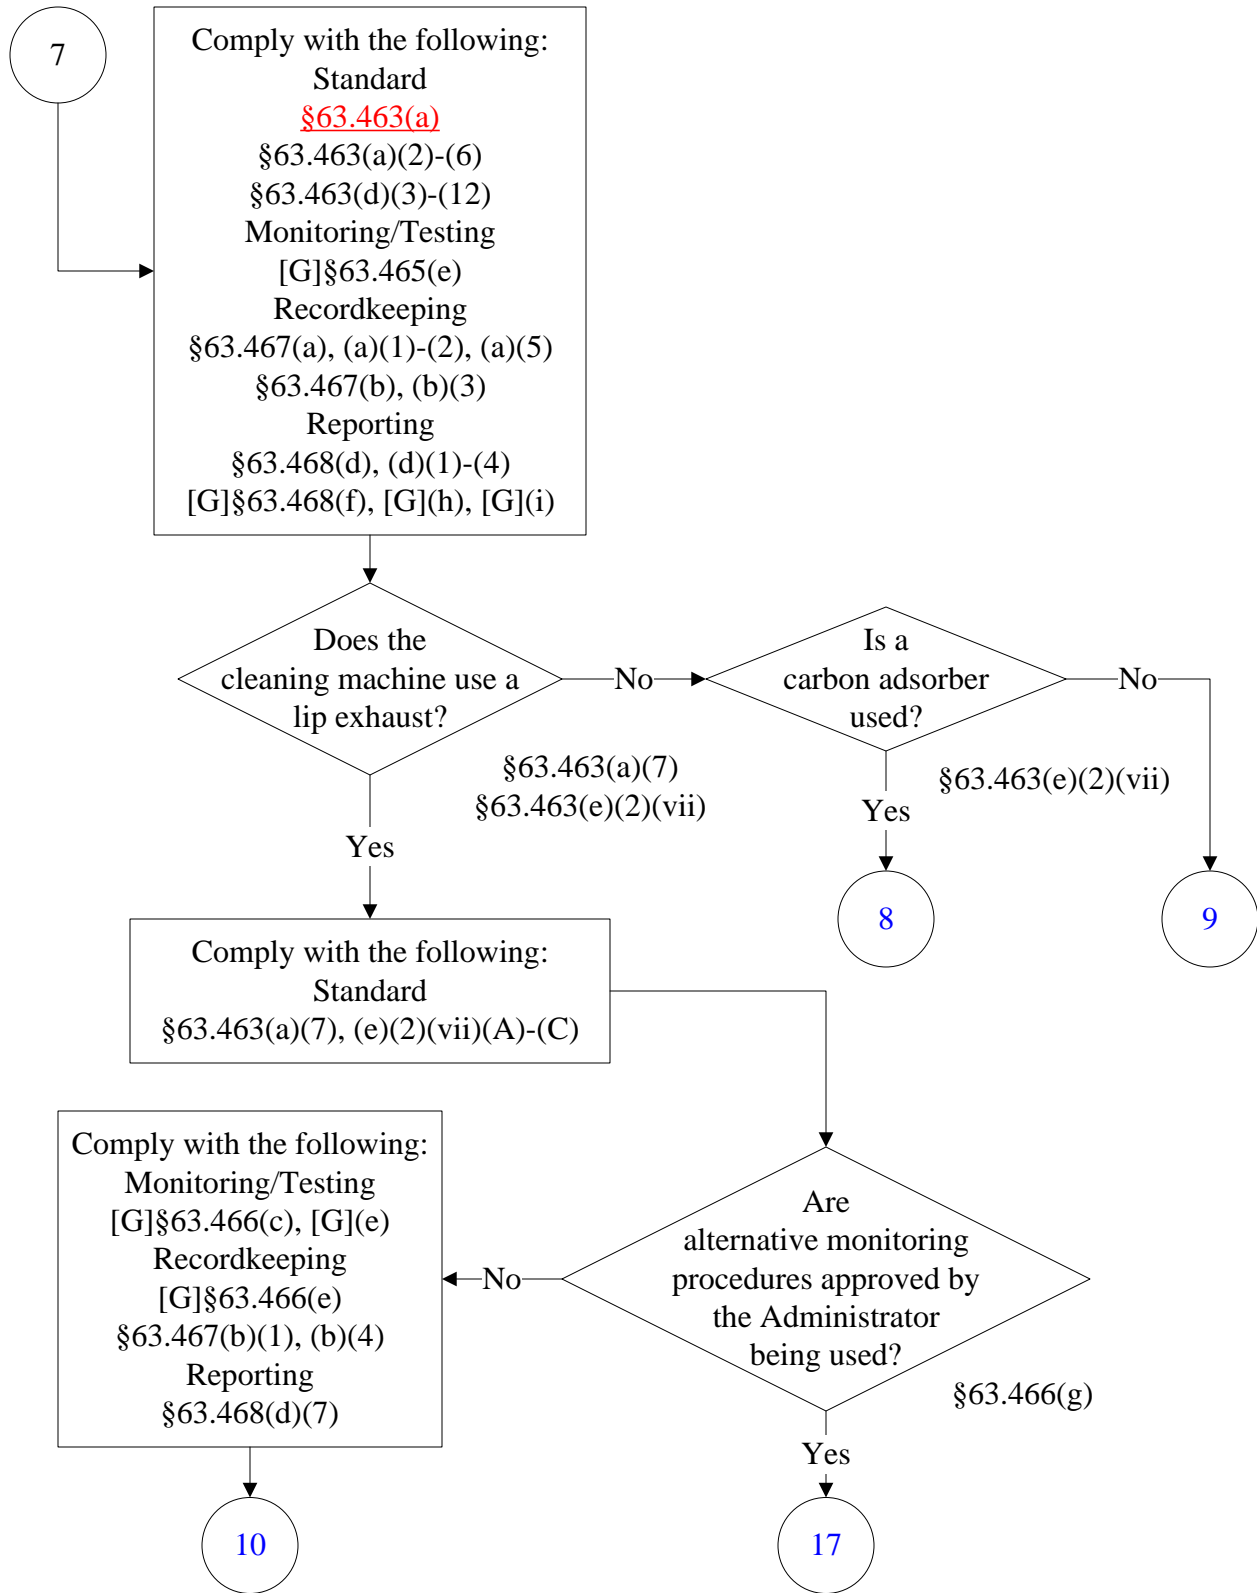 7
Comply with the following:
Standard
§63.463(a)
§63.463(a)(2)-(6)
§63.463(d)(3)-(12)
Monitoring/Testing
[G]§63.465(e)
Recordkeeping
§63.467(a), (a)(1)-(2), (a)(5)
§63.467(b), (b)(3)
Reporting
§63.468(d), (d)(1)-(4)
[G]§63.468(f), [G](h), [G](i)
Does the
cleaning machine use a
lip exhaust?
No
Is a
carbon adsorber
used?
No
§63.463(a)(7)
§63.463(e)(2)(vii)
§63.463(e)(2)(vii)
Yes
Yes
8
9
Comply with the following:
Standard
§63.463(a)(7), (e)(2)(vii)(A)-(C)
Are
alternative monitoring
procedures approved by
the Administrator
being used?
§63.466(g)
No
Comply with the following:
Monitoring/Testing
[G]§63.466(c), [G](e)
Recordkeeping
[G]§63.466(e)
§63.467(b)(1), (b)(4)
Reporting
§63.468(d)(7)
Yes
10
17